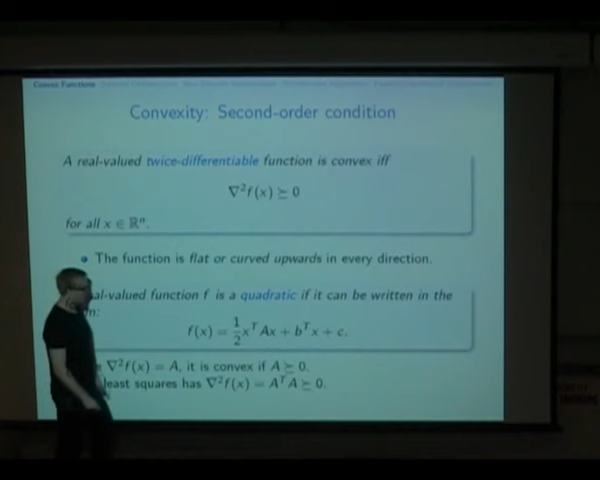 Convex Functions
Convexity: Second-order condition
A real-valued twice-differentiable function is convex iff
∇²f(x) ⪰ 0
for all x ∈ ℝⁿ.
• The function is flat or curved upwards in every direction.
al-valued function f is a quadratic if it can be written in the
m:
f(x) = 1/2 xᵀAx + bᵀx + c.
∇²f(x) = A, it is convex if A ⪰ 0.
least squares has ∇²f(x) = AᵀA ⪰ 0.